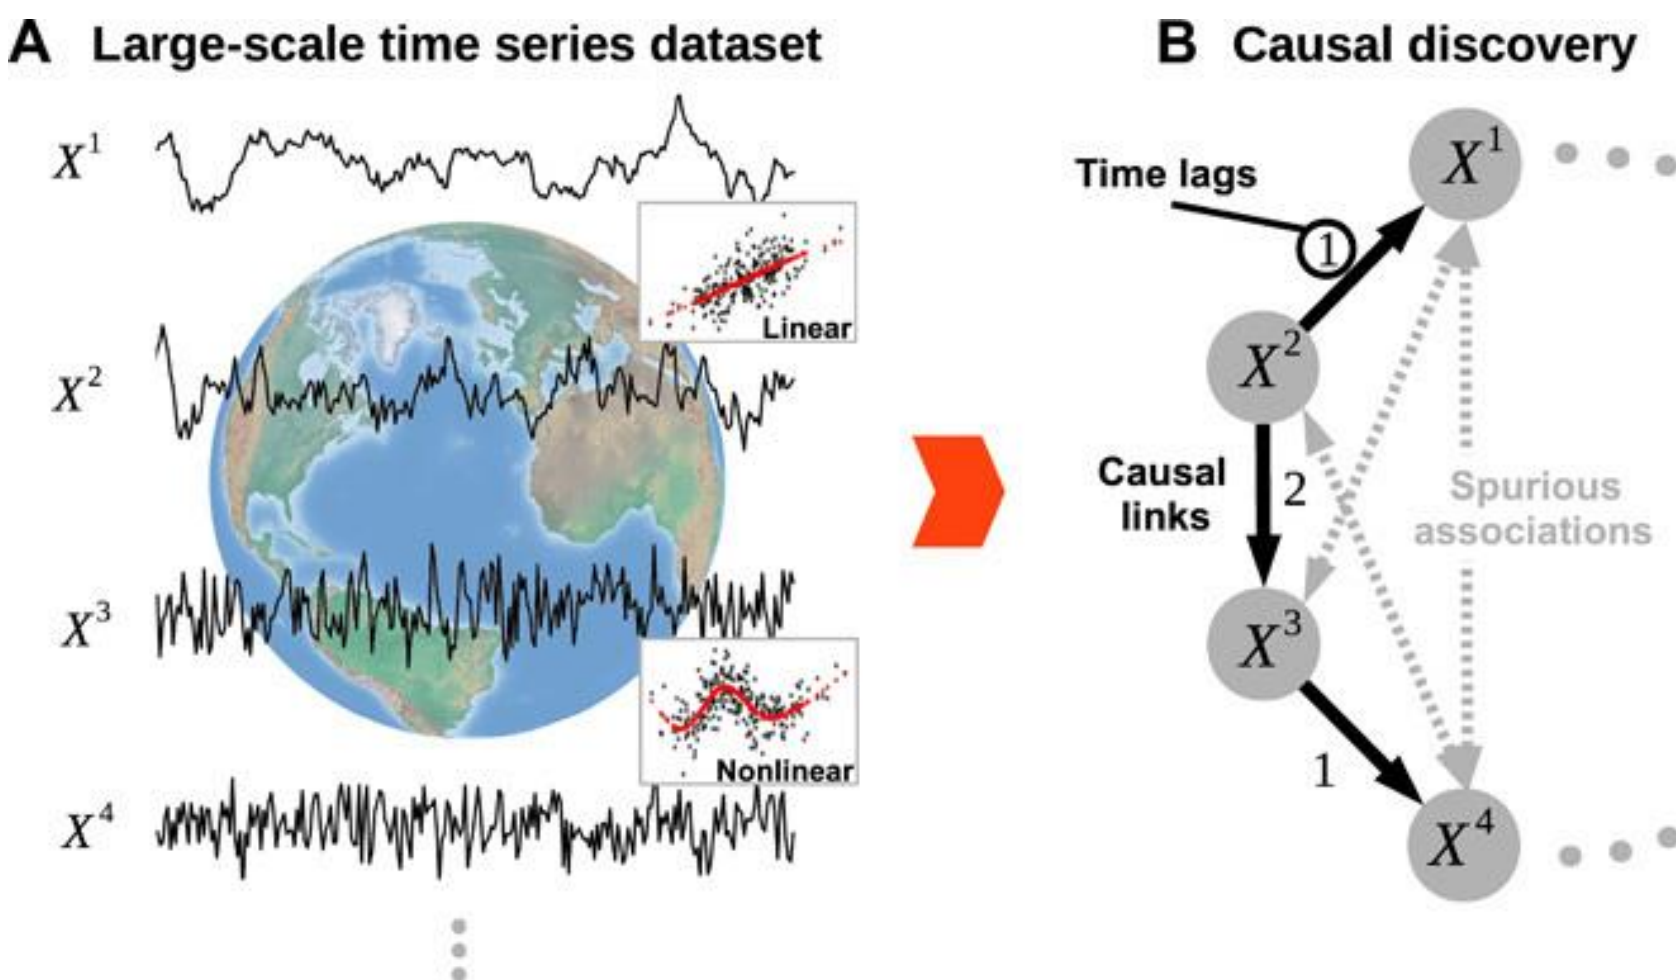 A Large-scale time series dataset
X¹
Linear
X²
X³
Nonlinear
X⁴
B Causal discovery
X¹
Time lags
1
X²
Causal
links
2
Spurious
associations
X³
1
X⁴